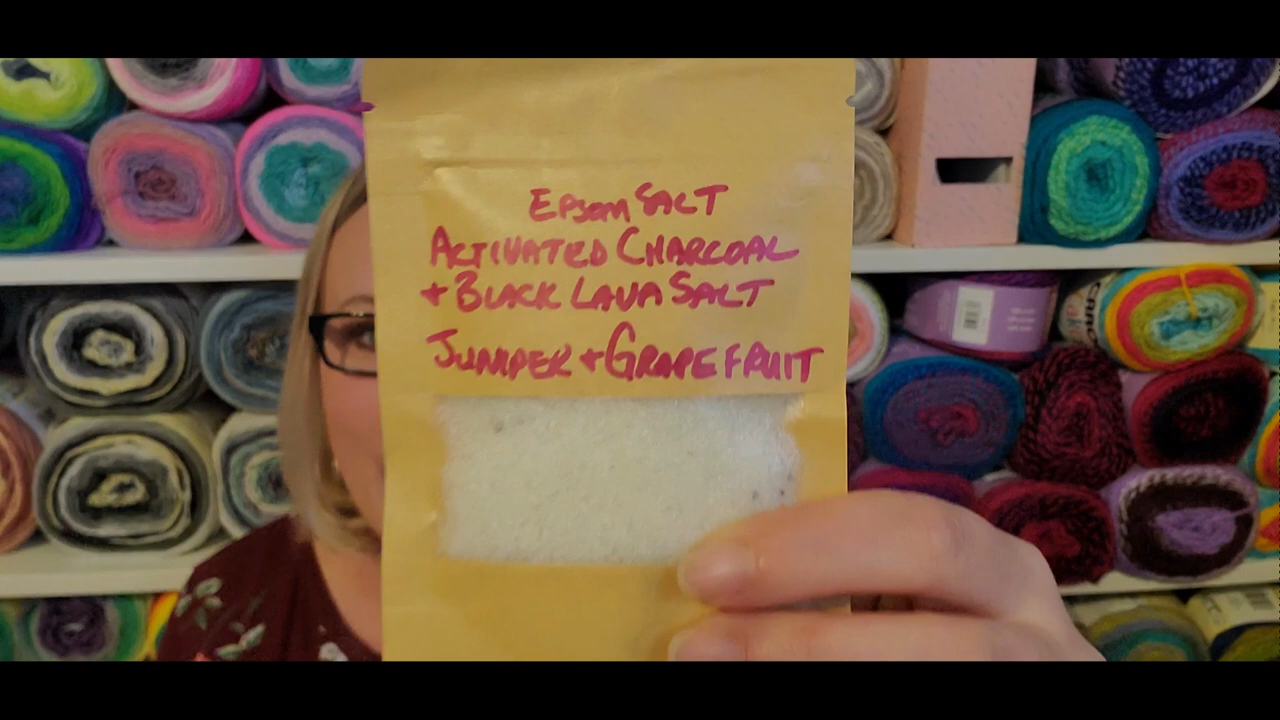 EPSOM SALT
ACTIVATED CHARCOAL
+ BLACK LAVA SALT
JUNIPER + GRAPEFRUIT